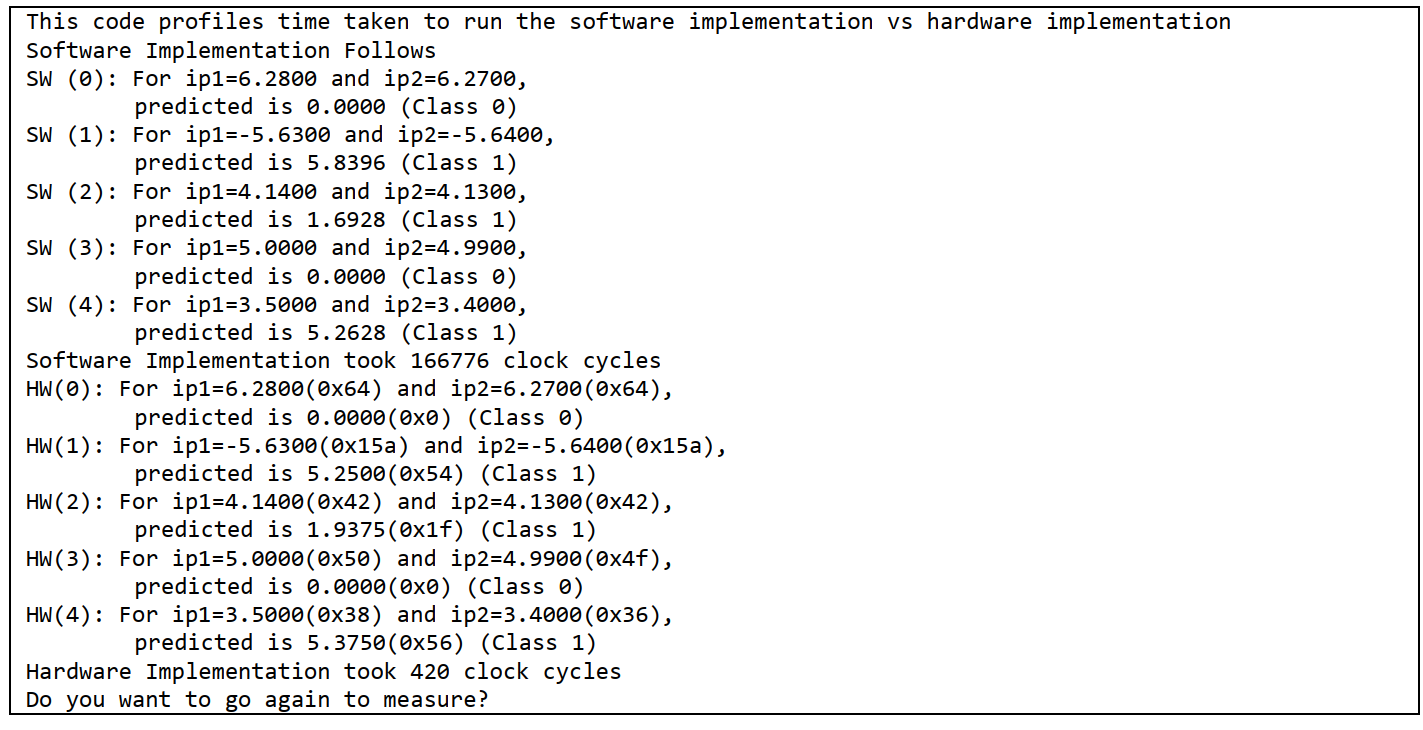 This code profiles time taken to run the software implementation vs hardware implementation
Software Implementation Follows
SW (0): For ip1=6.2800 and ip2=6.2700,
predicted is 0.0000 (Class 0)
SW (1): For ip1=-5.6300 and ip2=-5.6400,
predicted is 5.8396 (Class 1)
SW (2): For ip1=4.1400 and ip2=4.1300,
predicted is 1.6928 (Class 1)
SW (3): For ip1=5.0000 and ip2=4.9900,
predicted is 0.0000 (Class 0)
SW (4): For ip1=3.5000 and ip2=3.4000,
predicted is 5.2628 (Class 1)
Software Implementation took 166776 clock cycles
HW(0): For ip1=6.2800(0x64) and ip2=6.2700(0x64),
predicted is 0.0000(0x0) (Class 0)
HW(1): For ip1=-5.6300(0x15a) and ip2=-5.6400(0x15a),
predicted is 5.2500(0x54) (Class 1)
HW(2): For ip1=4.1400(0x42) and ip2=4.1300(0x42),
predicted is 1.9375(0x1f) (Class 1)
HW(3): For ip1=5.0000(0x50) and ip2=4.9900(0x4f),
predicted is 0.0000(0x0) (Class 0)
HW(4): For ip1=3.5000(0x38) and ip2=3.4000(0x36),
predicted is 5.3750(0x56) (Class 1)
Hardware Implementation took 420 clock cycles
Do you want to go again to measure?